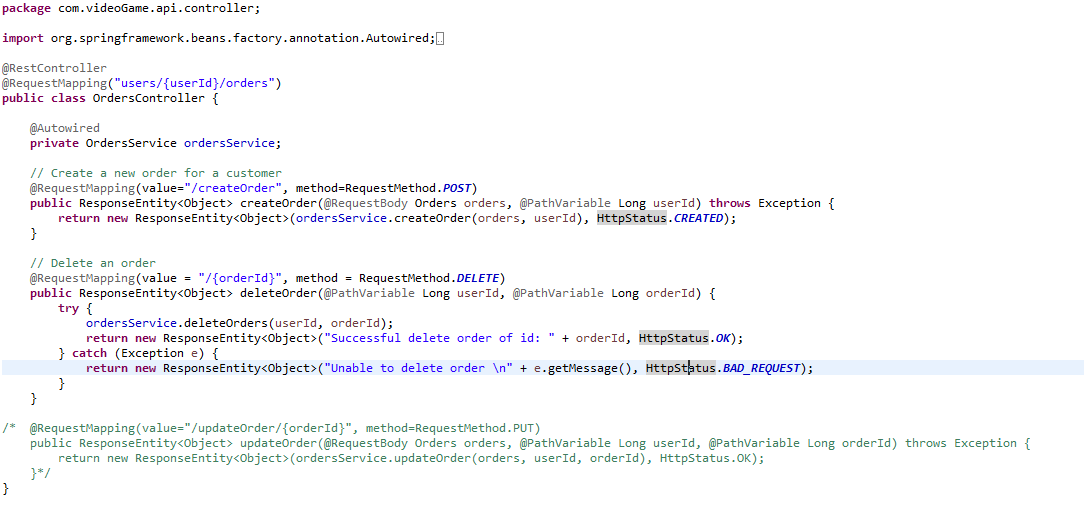 package com.videoGame.api.controller;
import org.springframework.beans.factory.annotation.Autowired;
@RestController
@RequestMapping("users/{userId}/orders")
public class OrdersController {
@Autowired
private OrdersService ordersService;
// Create a new order for a customer
@RequestMapping(value="/createOrder", method=RequestMethod.POST)
public ResponseEntity<Object> createOrder(@RequestBody Orders orders, @PathVariable Long userId) throws Exception {
return new ResponseEntity<Object>(ordersService.createOrder(orders, userId), HttpStatus.CREATED);
}
// Delete an order
@RequestMapping(value = "/{orderId}", method = RequestMethod.DELETE)
public ResponseEntity<Object> deleteOrder(@PathVariable Long userId, @PathVariable Long orderId) {
try {
ordersService.deleteOrders(userId, orderId);
return new ResponseEntity<Object>("Successful delete order of id: " + orderId, HttpStatus.OK);
} catch (Exception e) {
return new ResponseEntity<Object>("Unable to delete order \n" + e.getMessage(), HttpStatus.BAD_REQUEST);
}
}
/* @RequestMapping(value="/updateOrder/{orderId}", method=RequestMethod.PUT)
public ResponseEntity<Object> updateOrder(@RequestBody Orders orders, @PathVariable Long userId, @PathVariable Long orderId) throws Exception {
return new ResponseEntity<Object>(ordersService.updateOrder(orders, userId, orderId), HttpStatus.OK);
}*/
}